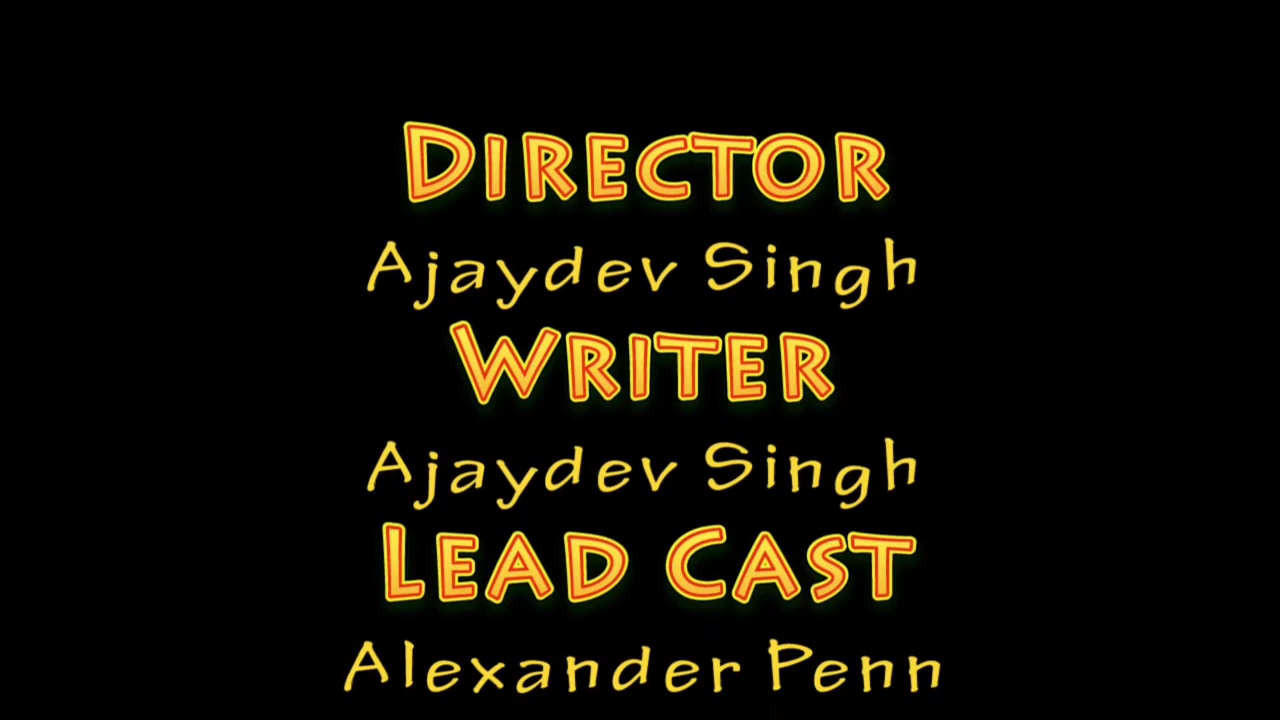 DIRECTOR
Ajaydev Singh
WRITER
Ajaydev Singh
LEAD CAST
Alexander Penn